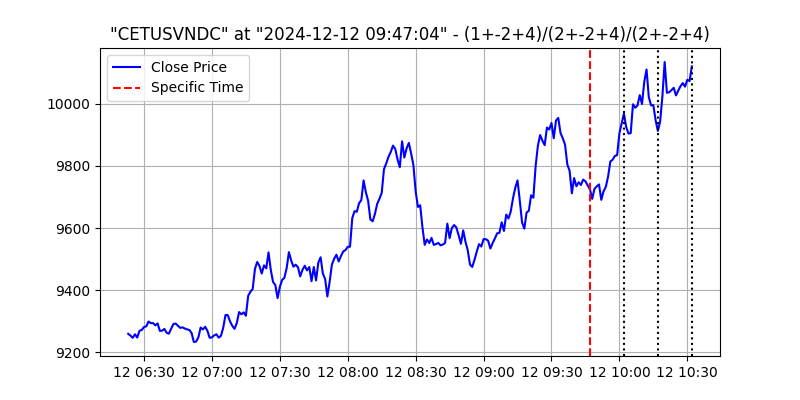 "CETUSVNDC" at "2024-12-12 09:47:04" - (1+-2+4)/(2+-2+4)/(2+-2+4)
Close Price
Specific Time
10000
9800
9600
9400
9200
12 06:30 12 07:00 12 07:30 12 08:00 12 08:30 12 09:00 12 09:30 12 10:00 12 10:30